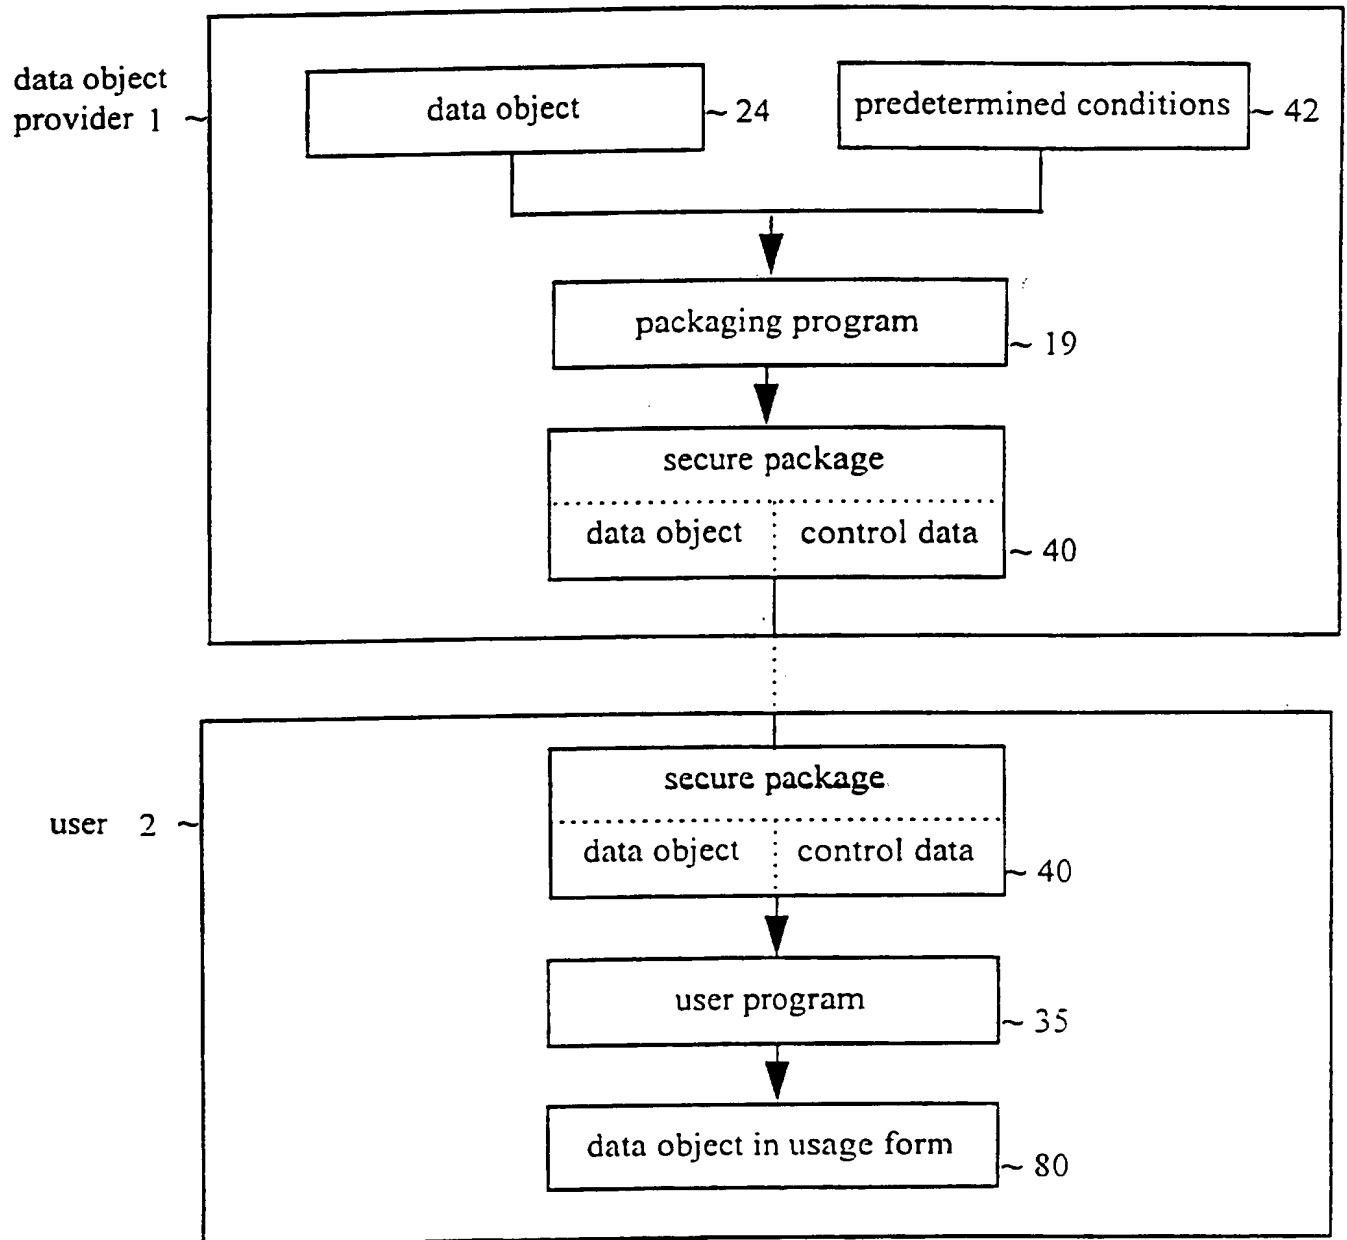 data object
provider 1 ~
data object
~ 24
predetermined conditions
~ 42
packaging program
~ 19
secure package
data object
control data
~ 40
user 2 ~
secure package
data object
control data
~ 40
user program
~ 35
data object in usage form
~ 80